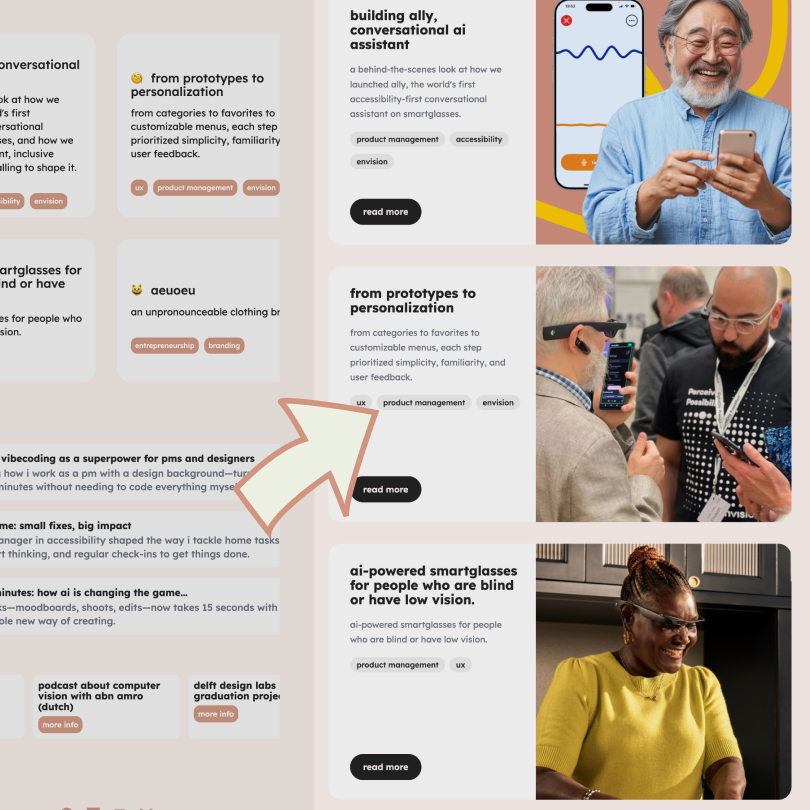 onversational
ok at how we
d's first
ersational
ses, and how we
nt, inclusive
alling to shape it.
ibility
envision
🧐 from prototypes to
personalization
from categories to favorites to
customizable menus, each step
prioritized simplicity, familiarity
user feedback.
ux
product management
envision
artglasses for
ind or have
es for people who
sion.
😺 aeuoeu
an unpronounceable clothing br
entrepreneurship
branding
vibecoding as a superpower for pms and designers
how i work as a pm with a design background—tur
minutes without needing to code everything mysel
me: small fixes, big impact
anager in accessibility shaped the way i tackle home tasks
rt thinking, and regular check-ins to get things done.
inutes: how ai is changing the game...
ks—moodboards, shoots, edits—now takes 15 seconds with
ole new way of creating.
podcast about computer
vision with abn amro
(dutch)
more info
delft design labs
graduation proje
more info
building ally,
conversational ai
assistant
a behind-the-scenes look at how we
launched ally, the world's first
accessibility-first conversational
assistant on smartglasses.
product management
accessibility
envision
read more
from prototypes to
personalization
from categories to favorites to
customizable menus, each step
prioritized simplicity, familiarity, and
user feedback.
ux
product management
envision
read more
Perceive
Possibili
ai-powered smartglasses
for people who are blind
or have low vision.
ai-powered smartglasses for people
who are blind or have low vision.
product management
ux
read more